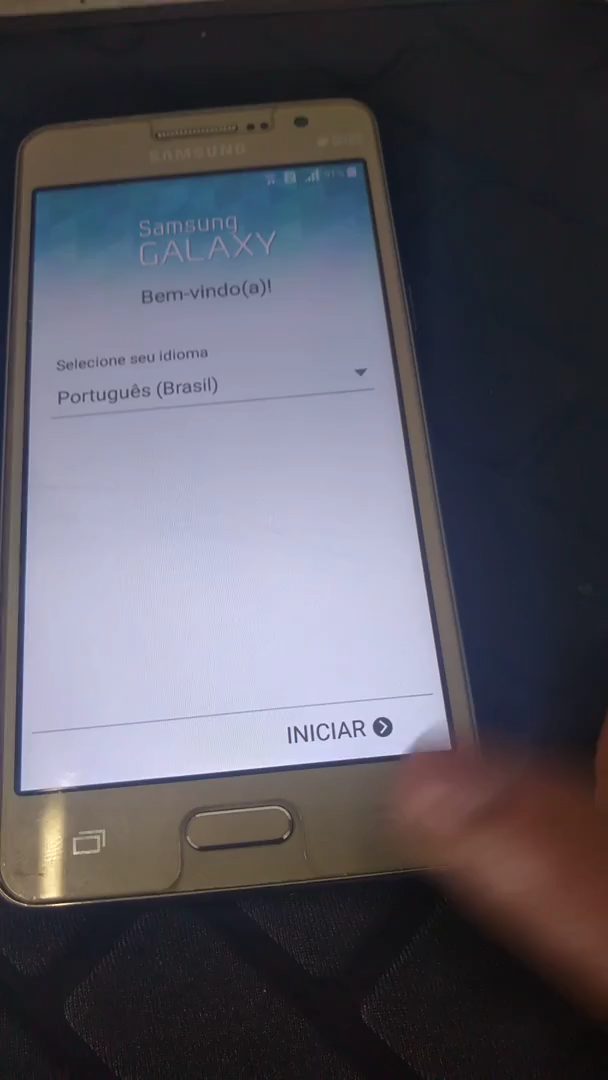 SAMSUNG
Samsung
GALAXY
Bem-vindo(a)!
Selecione seu idioma
Português (Brasil)
INICIAR